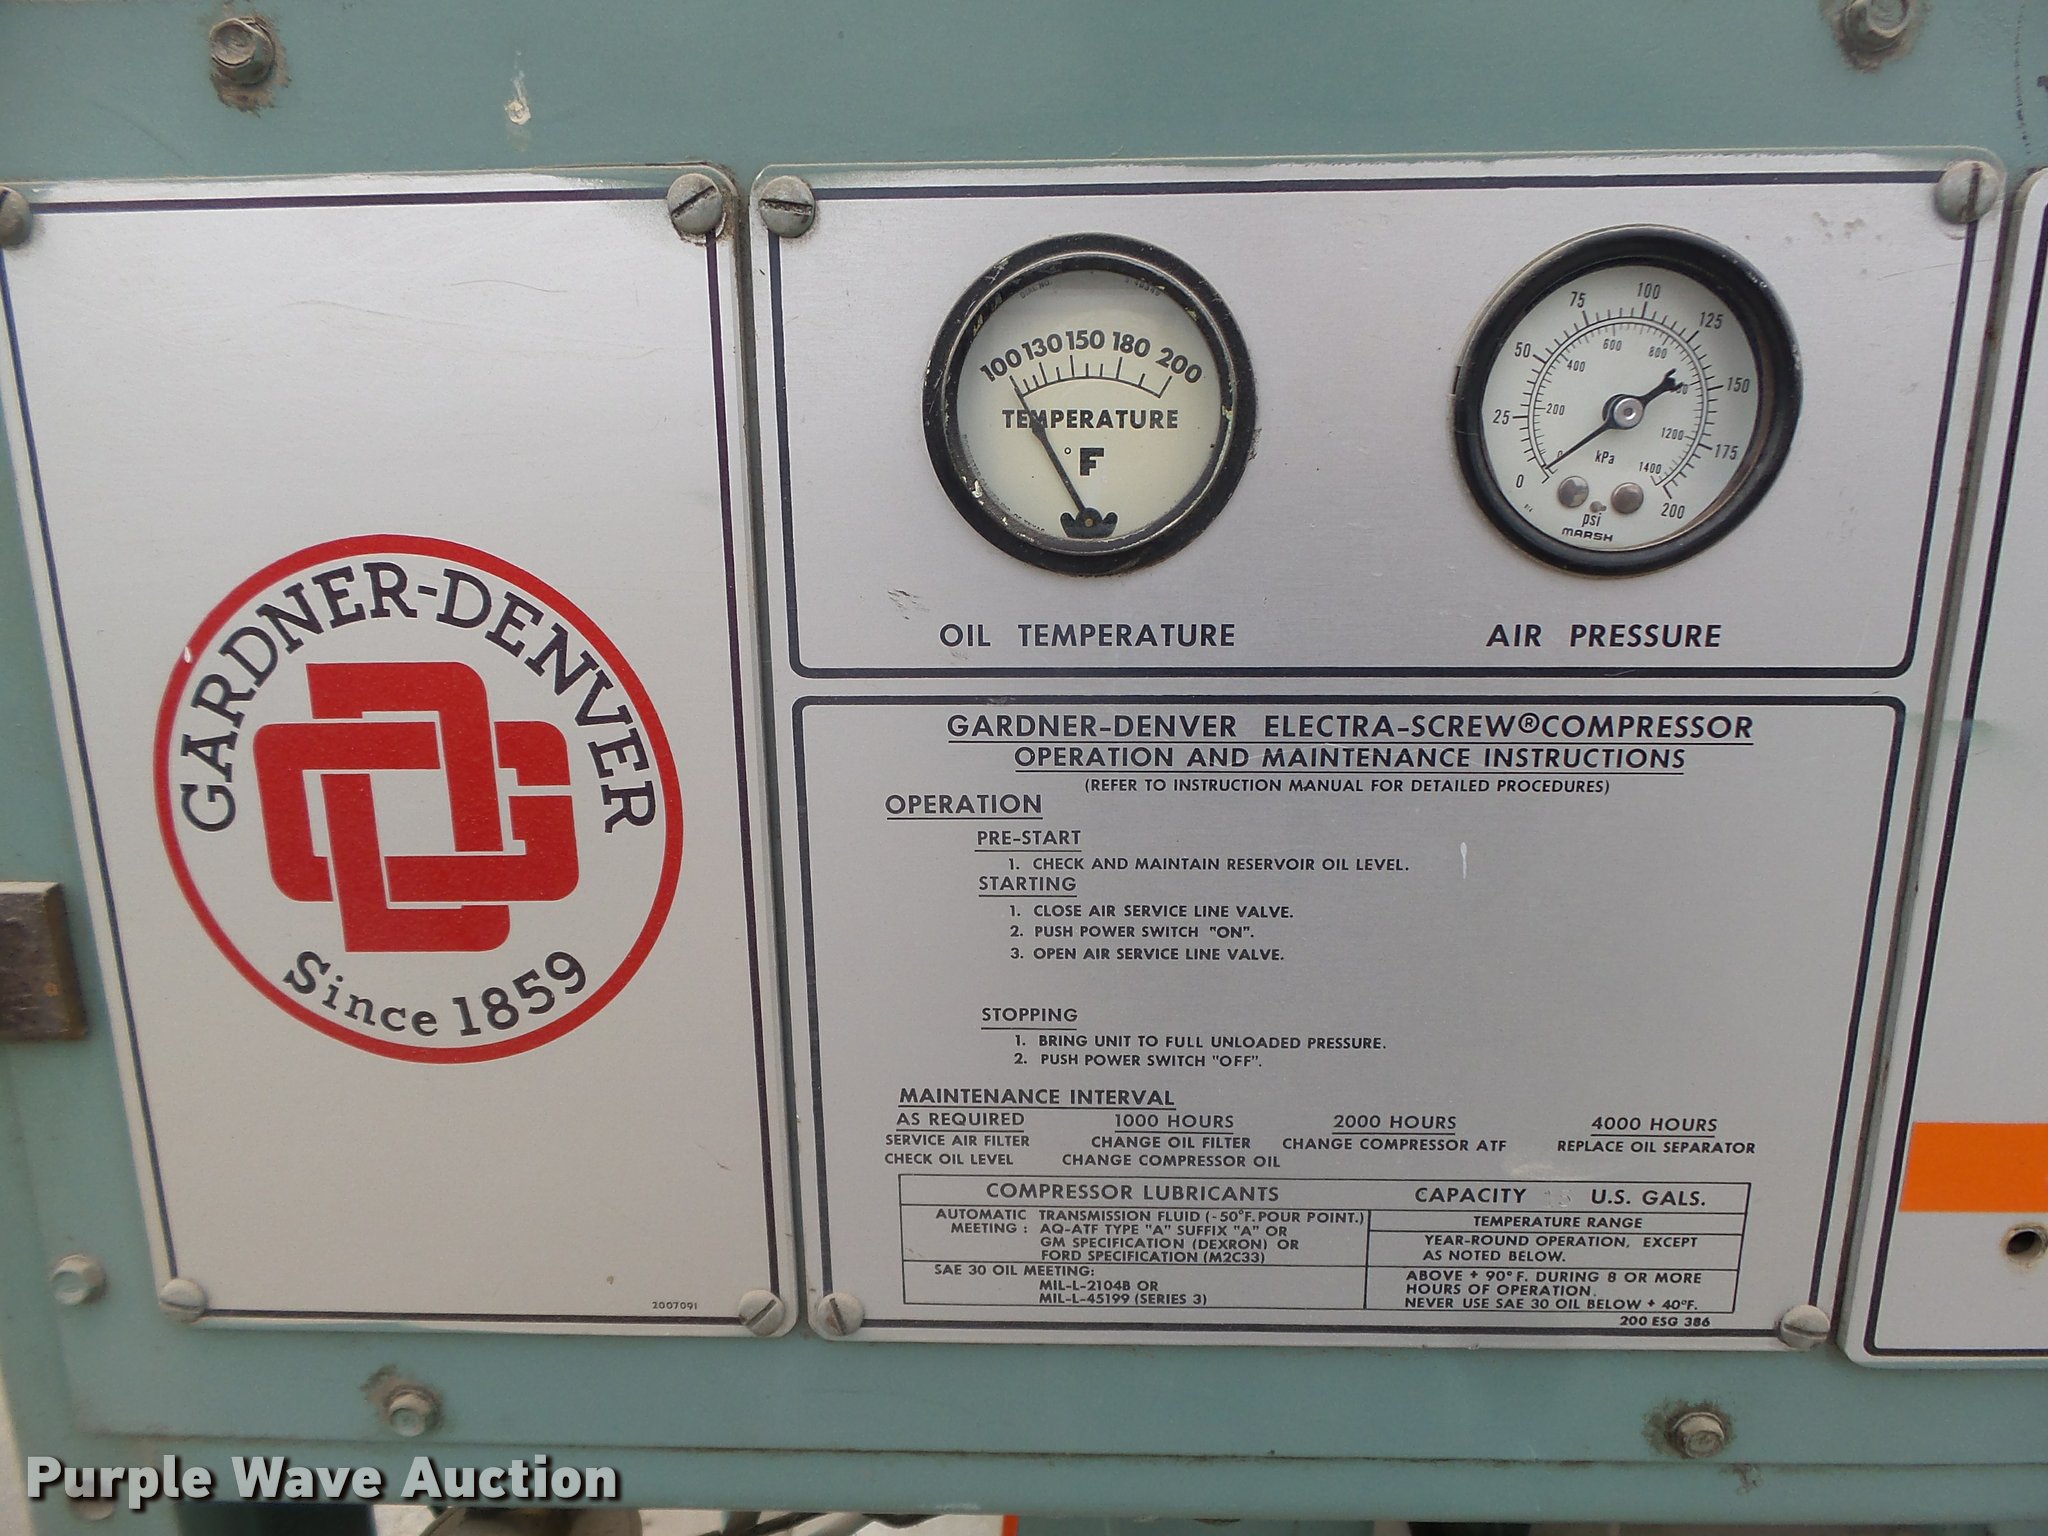 GARDNER-DENVER
Since 1859
2007091
100 130 150 180 200
TEMPERATURE
°F
OIL TEMPERATURE
0 25 50 75 100 125 150 175 200
0 200 400 600 800 1200 1400
kPa
psi
MARSH
AIR PRESSURE
GARDNER-DENVER ELECTRA-SCREW® COMPRESSOR
OPERATION AND MAINTENANCE INSTRUCTIONS
(REFER TO INSTRUCTION MANUAL FOR DETAILED PROCEDURES)
OPERATION
PRE-START
1. CHECK AND MAINTAIN RESERVOIR OIL LEVEL.
STARTING
1. CLOSE AIR SERVICE LINE VALVE.
2. PUSH POWER SWITCH "ON".
3. OPEN AIR SERVICE LINE VALVE.
STOPPING
1. BRING UNIT TO FULL UNLOADED PRESSURE.
2. PUSH POWER SWITCH "OFF".
MAINTENANCE INTERVAL
AS REQUIRED 1000 HOURS 2000 HOURS 4000 HOURS
SERVICE AIR FILTER CHANGE OIL FILTER CHANGE COMPRESSOR ATF REPLACE OIL SEPARATOR
CHECK OIL LEVEL CHANGE COMPRESSOR OIL
COMPRESSOR LUBRICANTS CAPACITY U.S. GALS.
AUTOMATIC TRANSMISSION FLUID (-50°F. POUR POINT.)
MEETING: AQ-ATF TYPE "A" SUFFIX "A" OR
GM SPECIFICATION (DEXRON) OR
FORD SPECIFICATION (M2C33)
TEMPERATURE RANGE
YEAR-ROUND OPERATION, EXCEPT
AS NOTED BELOW.
SAE 30 OIL MEETING:
MIL-L-2104B OR
MIL-L-45199 (SERIES 3)
ABOVE + 90°F. DURING 8 OR MORE
HOURS OF OPERATION.
NEVER USE SAE 30 OIL BELOW + 40°F.
200 ESG 386
Purple Wave Auction